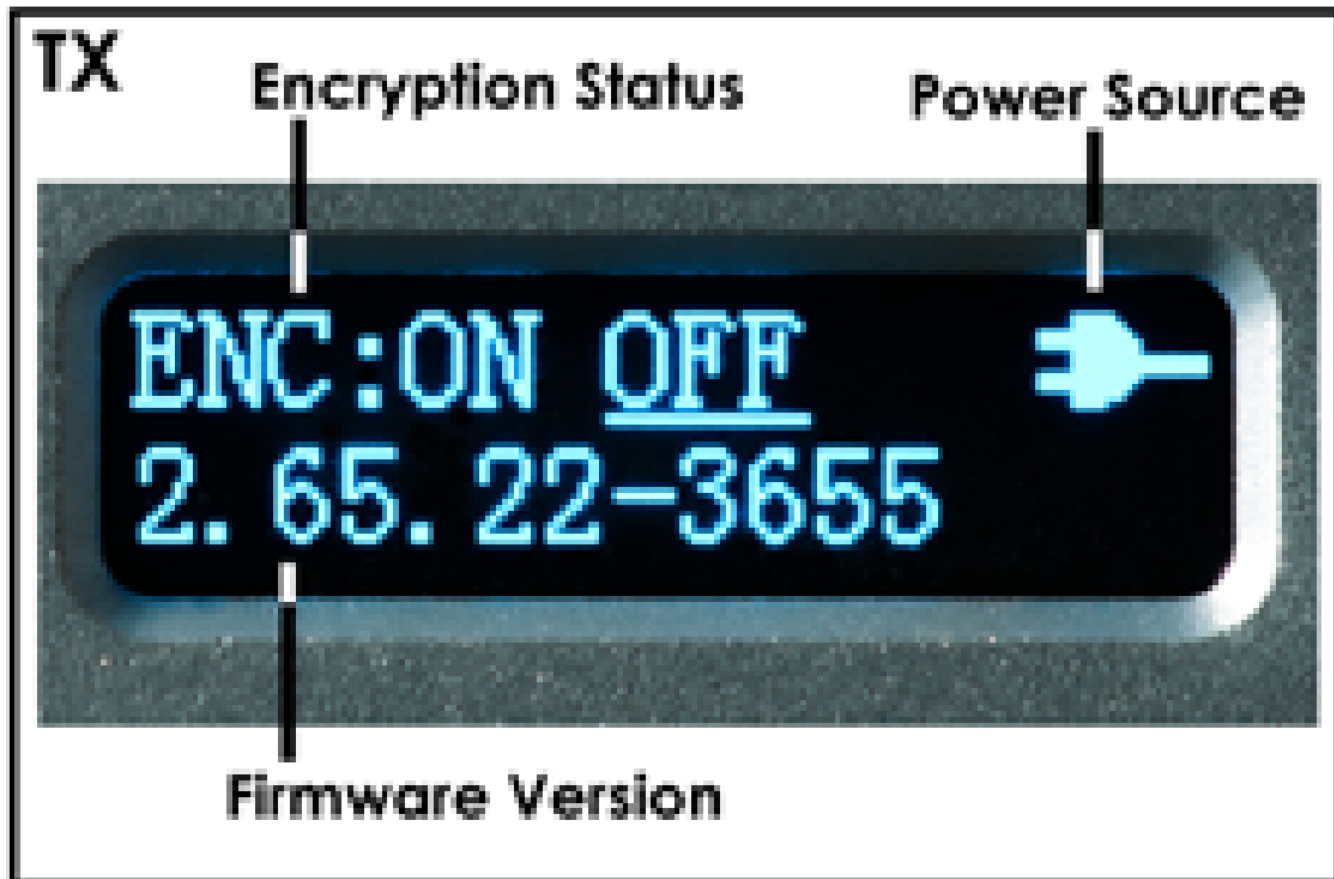 TX
Encryption Status
Power Source
ENC:ON OFF
2.65.22-3655
Firmware Version